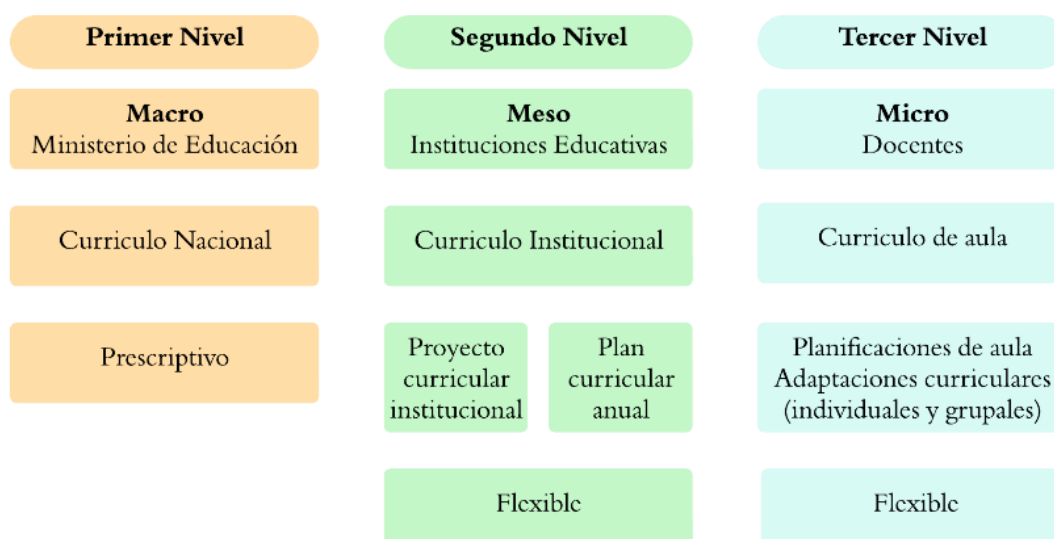 Primer Nivel
Macro
Ministerio de Educación
Curriculo Nacional
Prescriptivo
Segundo Nivel
Meso
Instituciones Educativas
Curriculo Institucional
Proyecto
curricular
institucional
Plan
curricular
anual
Flexible
Tercer Nivel
Micro
Docentes
Curriculo de aula
Planificaciones de aula
Adaptaciones curriculares
(individuales y grupales)
Flexible